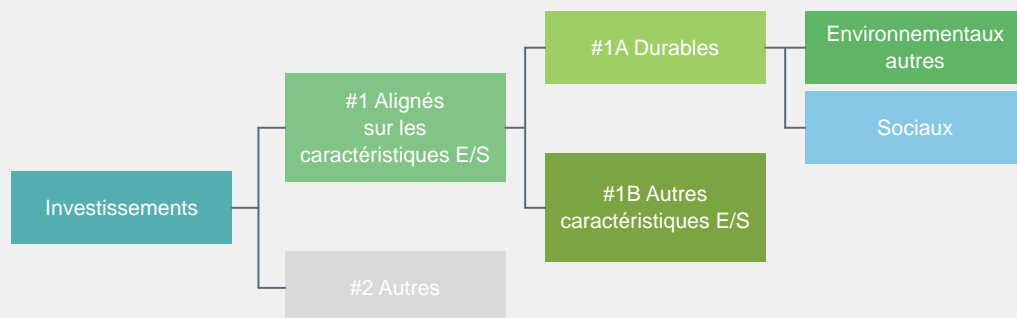 Investissements
#1 Alignés
sur les
caractéristiques E/S
#2 Autres
#1A Durables
#1B Autres
caractéristiques E/S
Environnementaux
autres
Sociaux